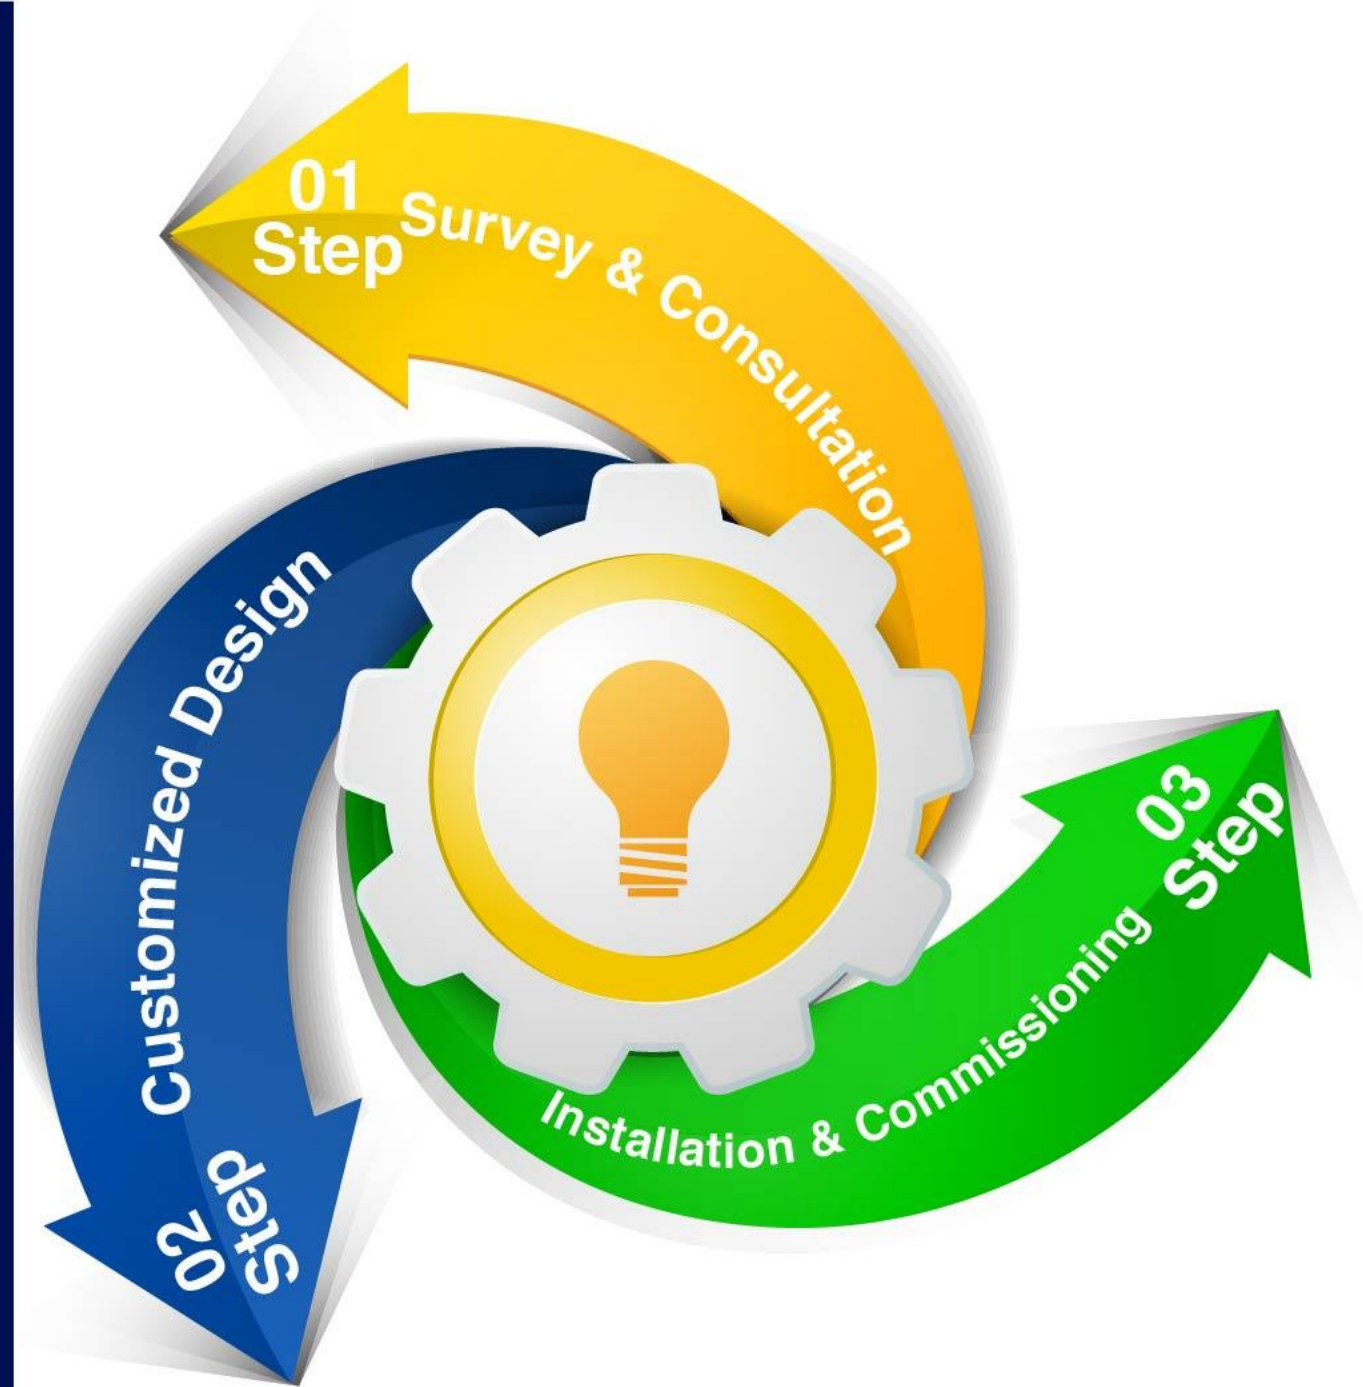 01
Step
Survey & Consultation
02
Step
Customized Design
03
Step
Installation & Commissioning